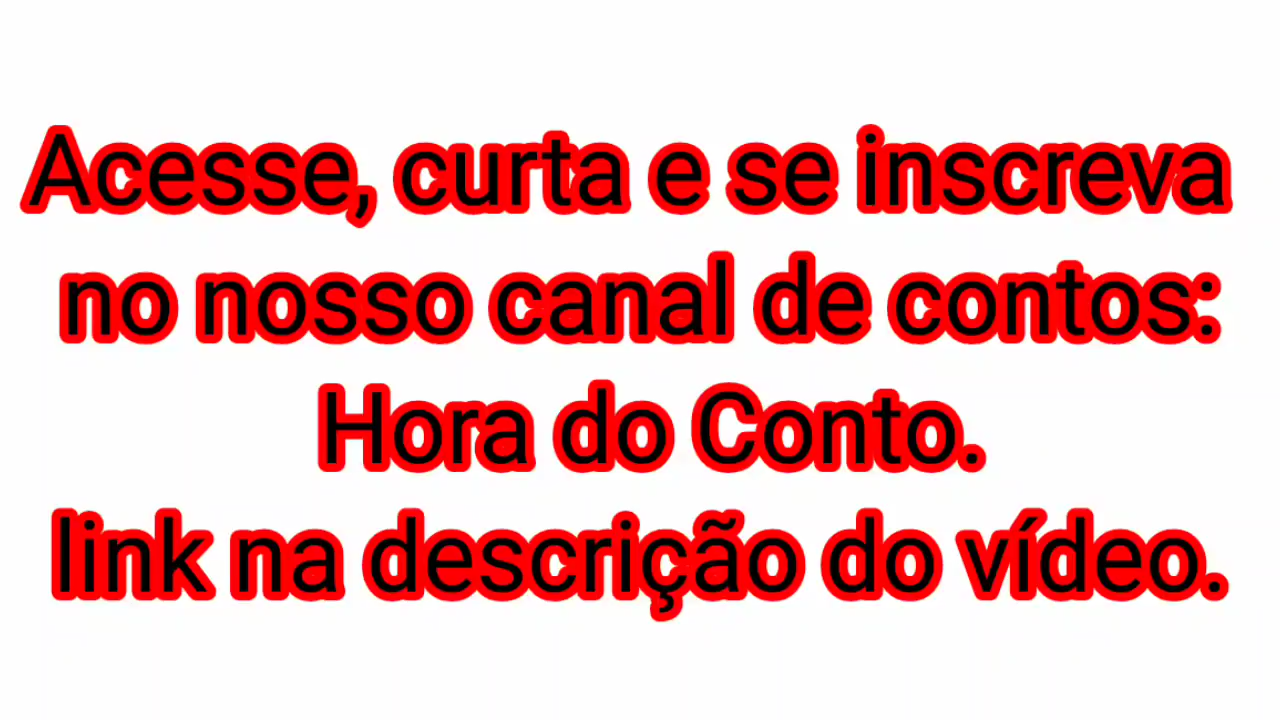 Acesse, curta e se inscreva
no nosso canal de contos:
Hora do Conto.
link na descrição do vídeo.